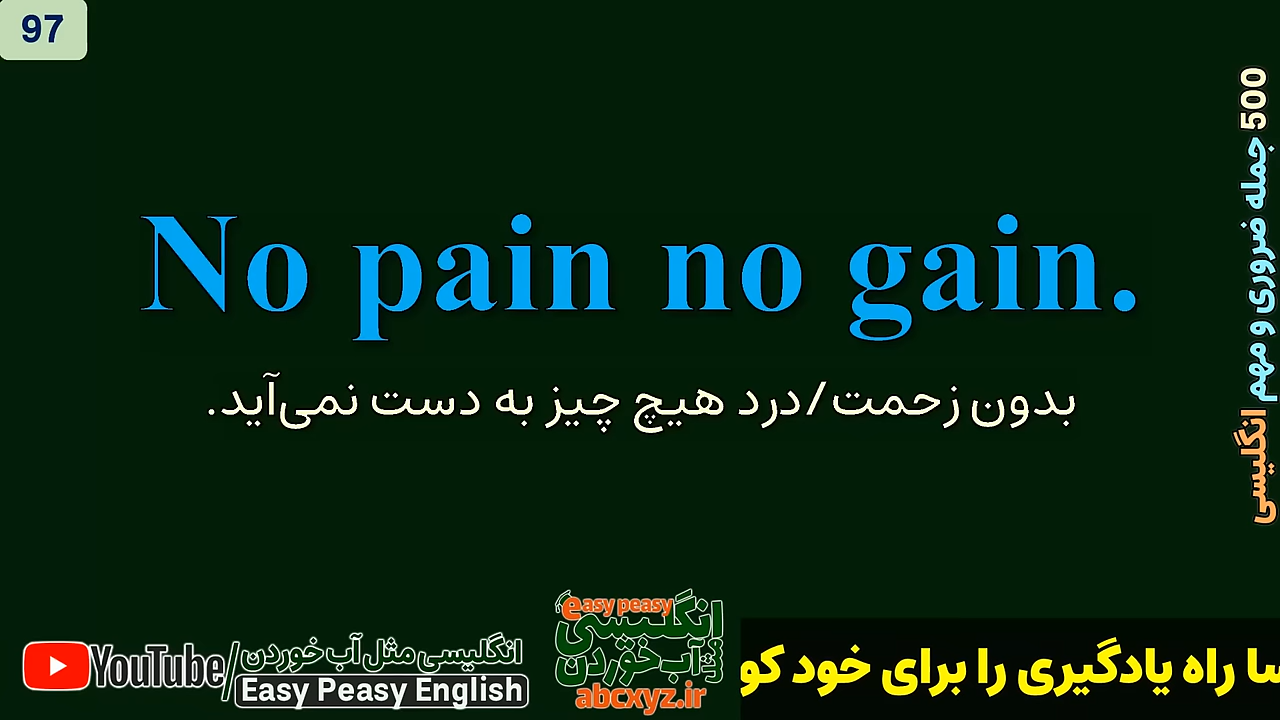 97
No pain no gain.
بدون زحمت/درد هیچ چیز به دست نمی‌آید.
500 جمله ضروری و مهم انگلیسی
YouTube/
انگلیسی مثل آب خوردن
Easy Peasy English
easy peasy
انگلیسی
آب خوردن
abcxyz.ir
راه یادگیری را برای خود